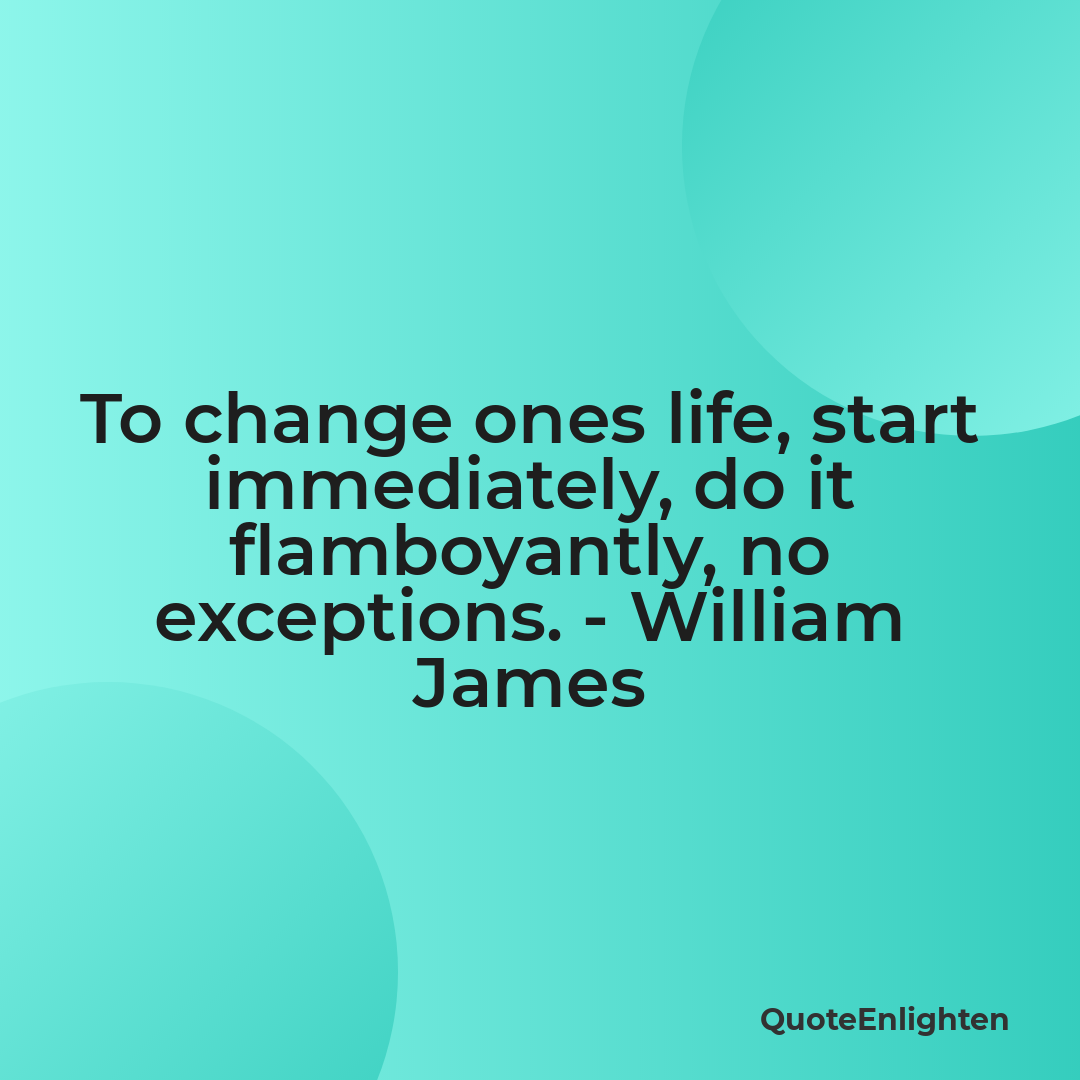 To change ones life, start
immediately, do it
flamboyantly, no
exceptions. - William
James
QuoteEnlighten